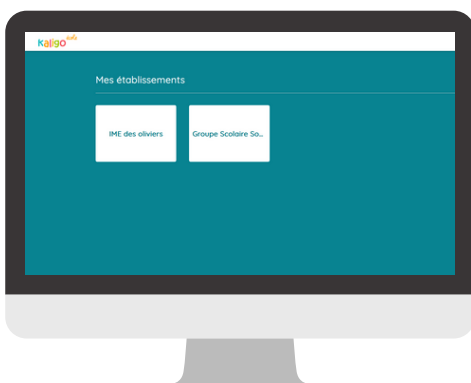 Kaligo
Mes établissements
IME des oliviers
Groupe Scolaire So...